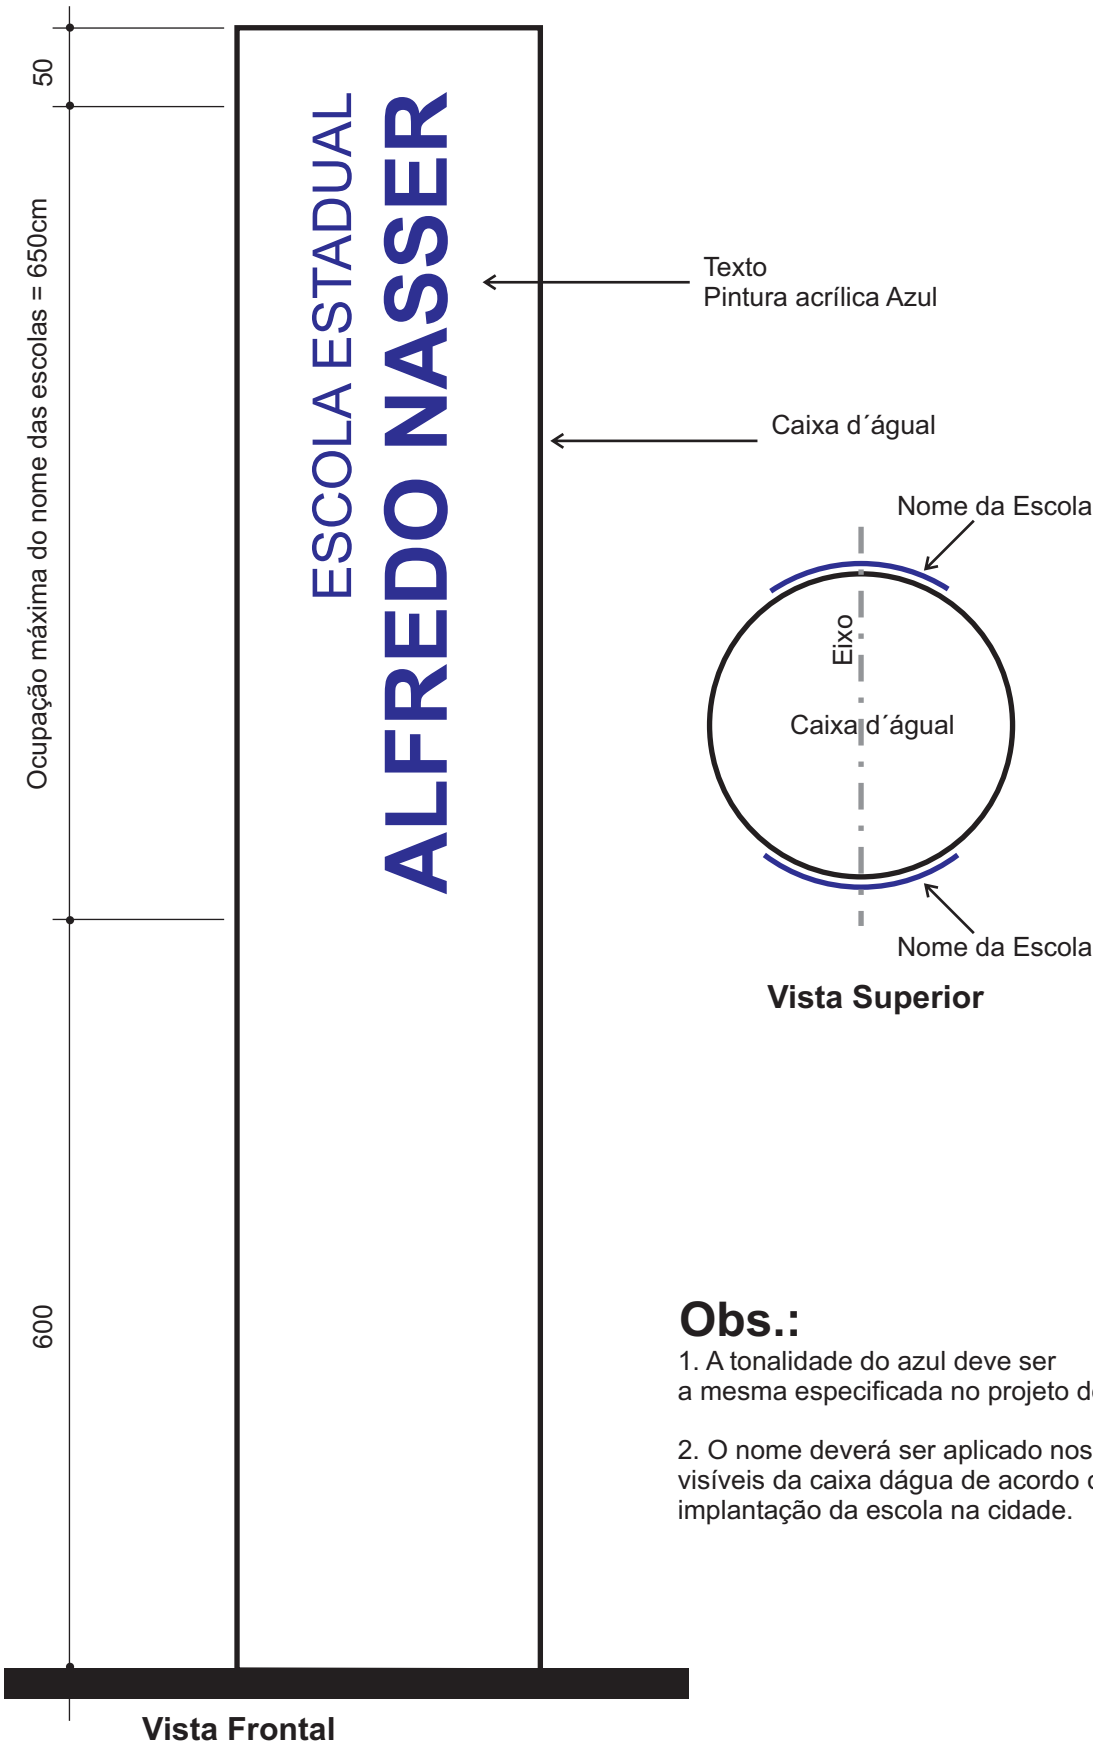 50
Ocupação máxima do nome das escolas = 650cm
600
ESCOLA ESTADUAL
ALFREDO NASSER
Texto
Pintura acrílica Azul
Caixa d´águal
Nome da Escola
Eixo
Caixa d´águal
Nome da Escola
Vista Superior
Obs.:
1. A tonalidade do azul deve ser
a mesma especificada no projeto d
2. O nome deverá ser aplicado nos
visíveis da caixa dágua de acordo
implantação da escola na cidade.
Vista Frontal